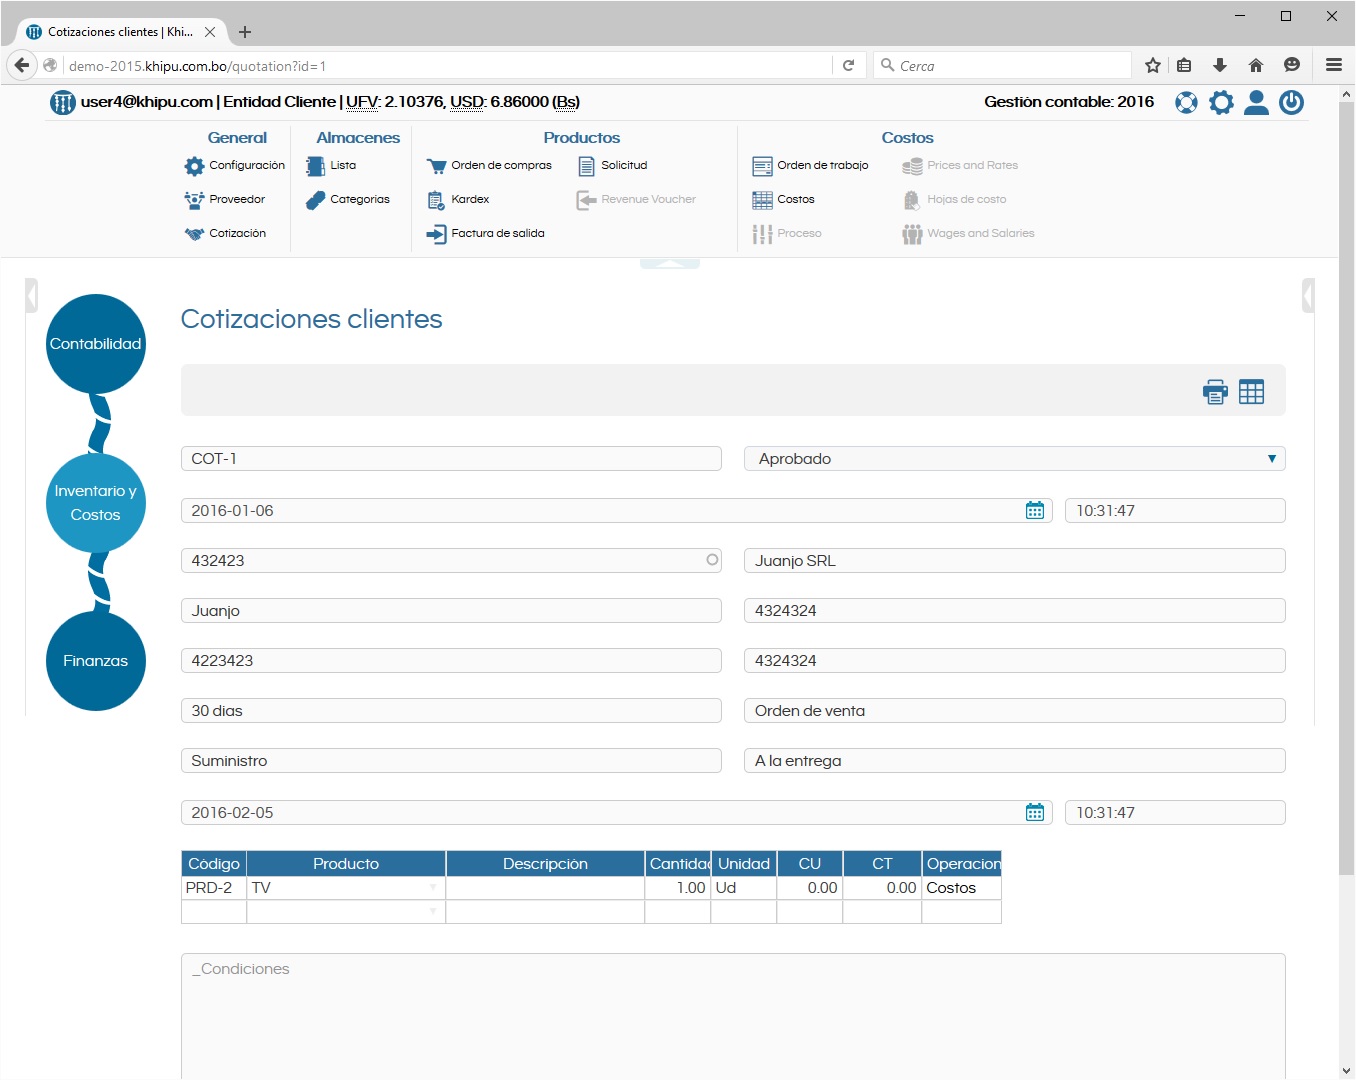 Cotizaciones clientes | Khi...
demo-2015.khipu.com.bo/quotation?id=1
Cerca
user4@khipu.com | Entidad Cliente | UFV: 2.10376, USD: 6.86000 (Bs)
Gestión contable: 2016
General
Configuración
Proveedor
Cotización
Almacenes
Lista
Categorias
Productos
Orden de compras
Solicitud
Kardex
Revenue Voucher
Factura de salida
Costos
Orden de trabajo
Prices and Rates
Costos
Hojas de costo
Proceso
Wages and Salaries
Contabilidad
Inventario y
Costos
Finanzas
Cotizaciones clientes
COT-1
Aprobado
2016-01-06
10:31:47
432423
Juanjo SRL
Juanjo
4324324
4223423
4324324
30 dias
Orden de venta
Suministro
A la entrega
2016-02-05
10:31:47
Código Producto Descripción Cantidad Unidad CU CT Operacion
PRD-2 TV 1.00 Ud 0.00 0.00 Costos
_Condiciones